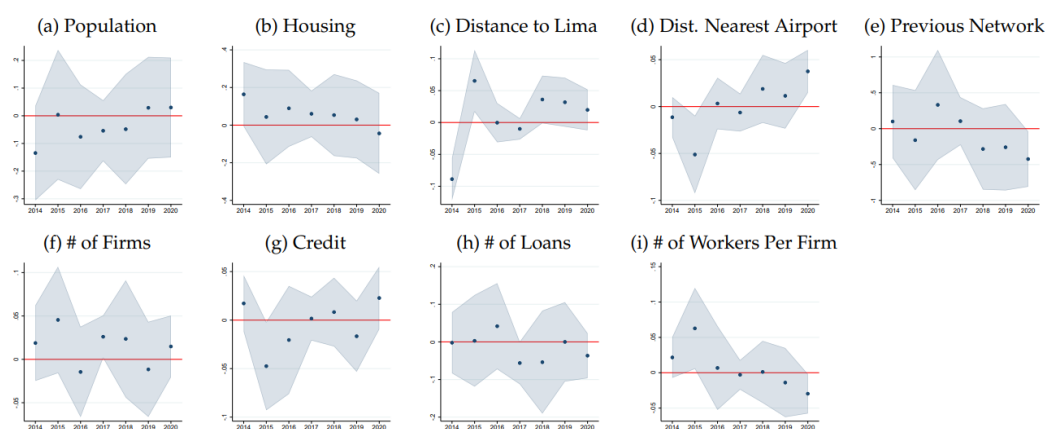 (a) Population
(b) Housing
(c) Distance to Lima
(d) Dist. Nearest Airport
(e) Previous Network
.2
.1
0
-.1
-.2
-.3
2014 2015 2016 2017 2018 2019 2020
.4
.2
0
-.2
-.4
2014 2015 2016 2017 2018 2019 2020
.1
.05
0
-.05
-.1
2014 2015 2016 2017 2018 2019 2020
.05
0
-.05
-.1
2014 2015 2016 2017 2018 2019 2020
.5
0
-.5
2014 2015 2016 2017 2018 2019 2020
(f) # of Firms
(g) Credit
(h) # of Loans
(i) # of Workers Per Firm
.1
.05
0
-.05
2014 2015 2016 2017 2018 2019 2020
.05
0
-.05
-.1
2014 2015 2016 2017 2018 2019 2020
.2
.1
0
-.1
-.2
2014 2015 2016 2017 2018 2019 2020
.15
.1
.05
0
-.05
2014 2015 2016 2017 2018 2019 2020